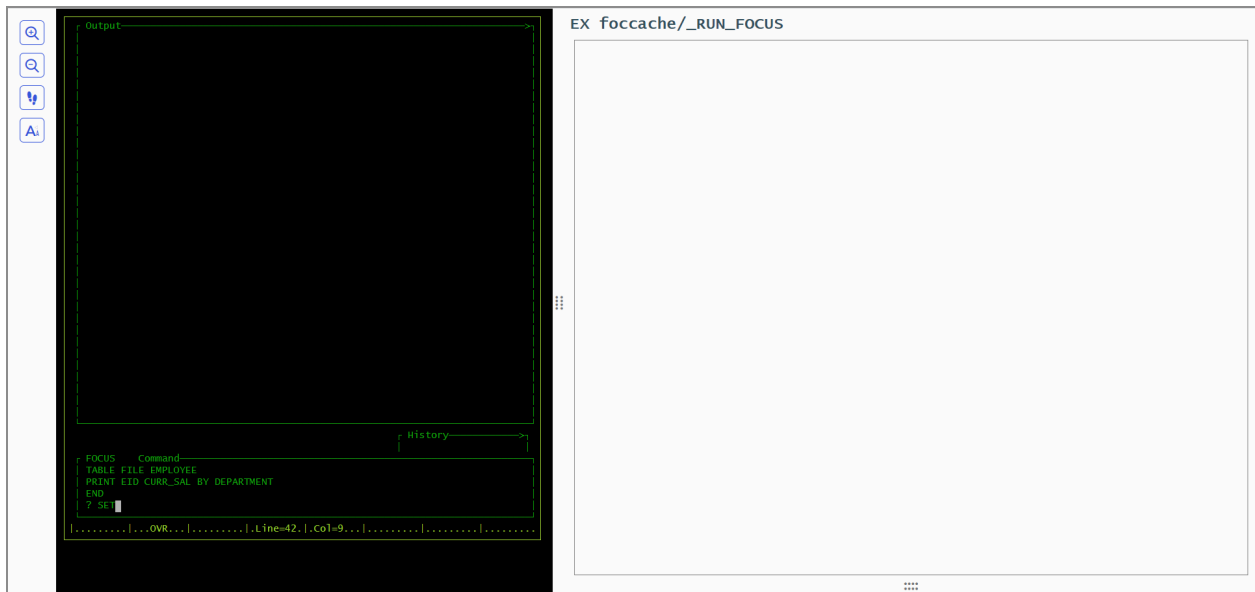 Output
EX foccache/_RUN_FOCUS
History
FOCUS Command
TABLE FILE EMPLOYEE
PRINT EID CURR_SAL BY DEPARTMENT
END
? SET
|.........|...OVR...|.........|.Line=42.|.Col=9...|.........|.........|.........